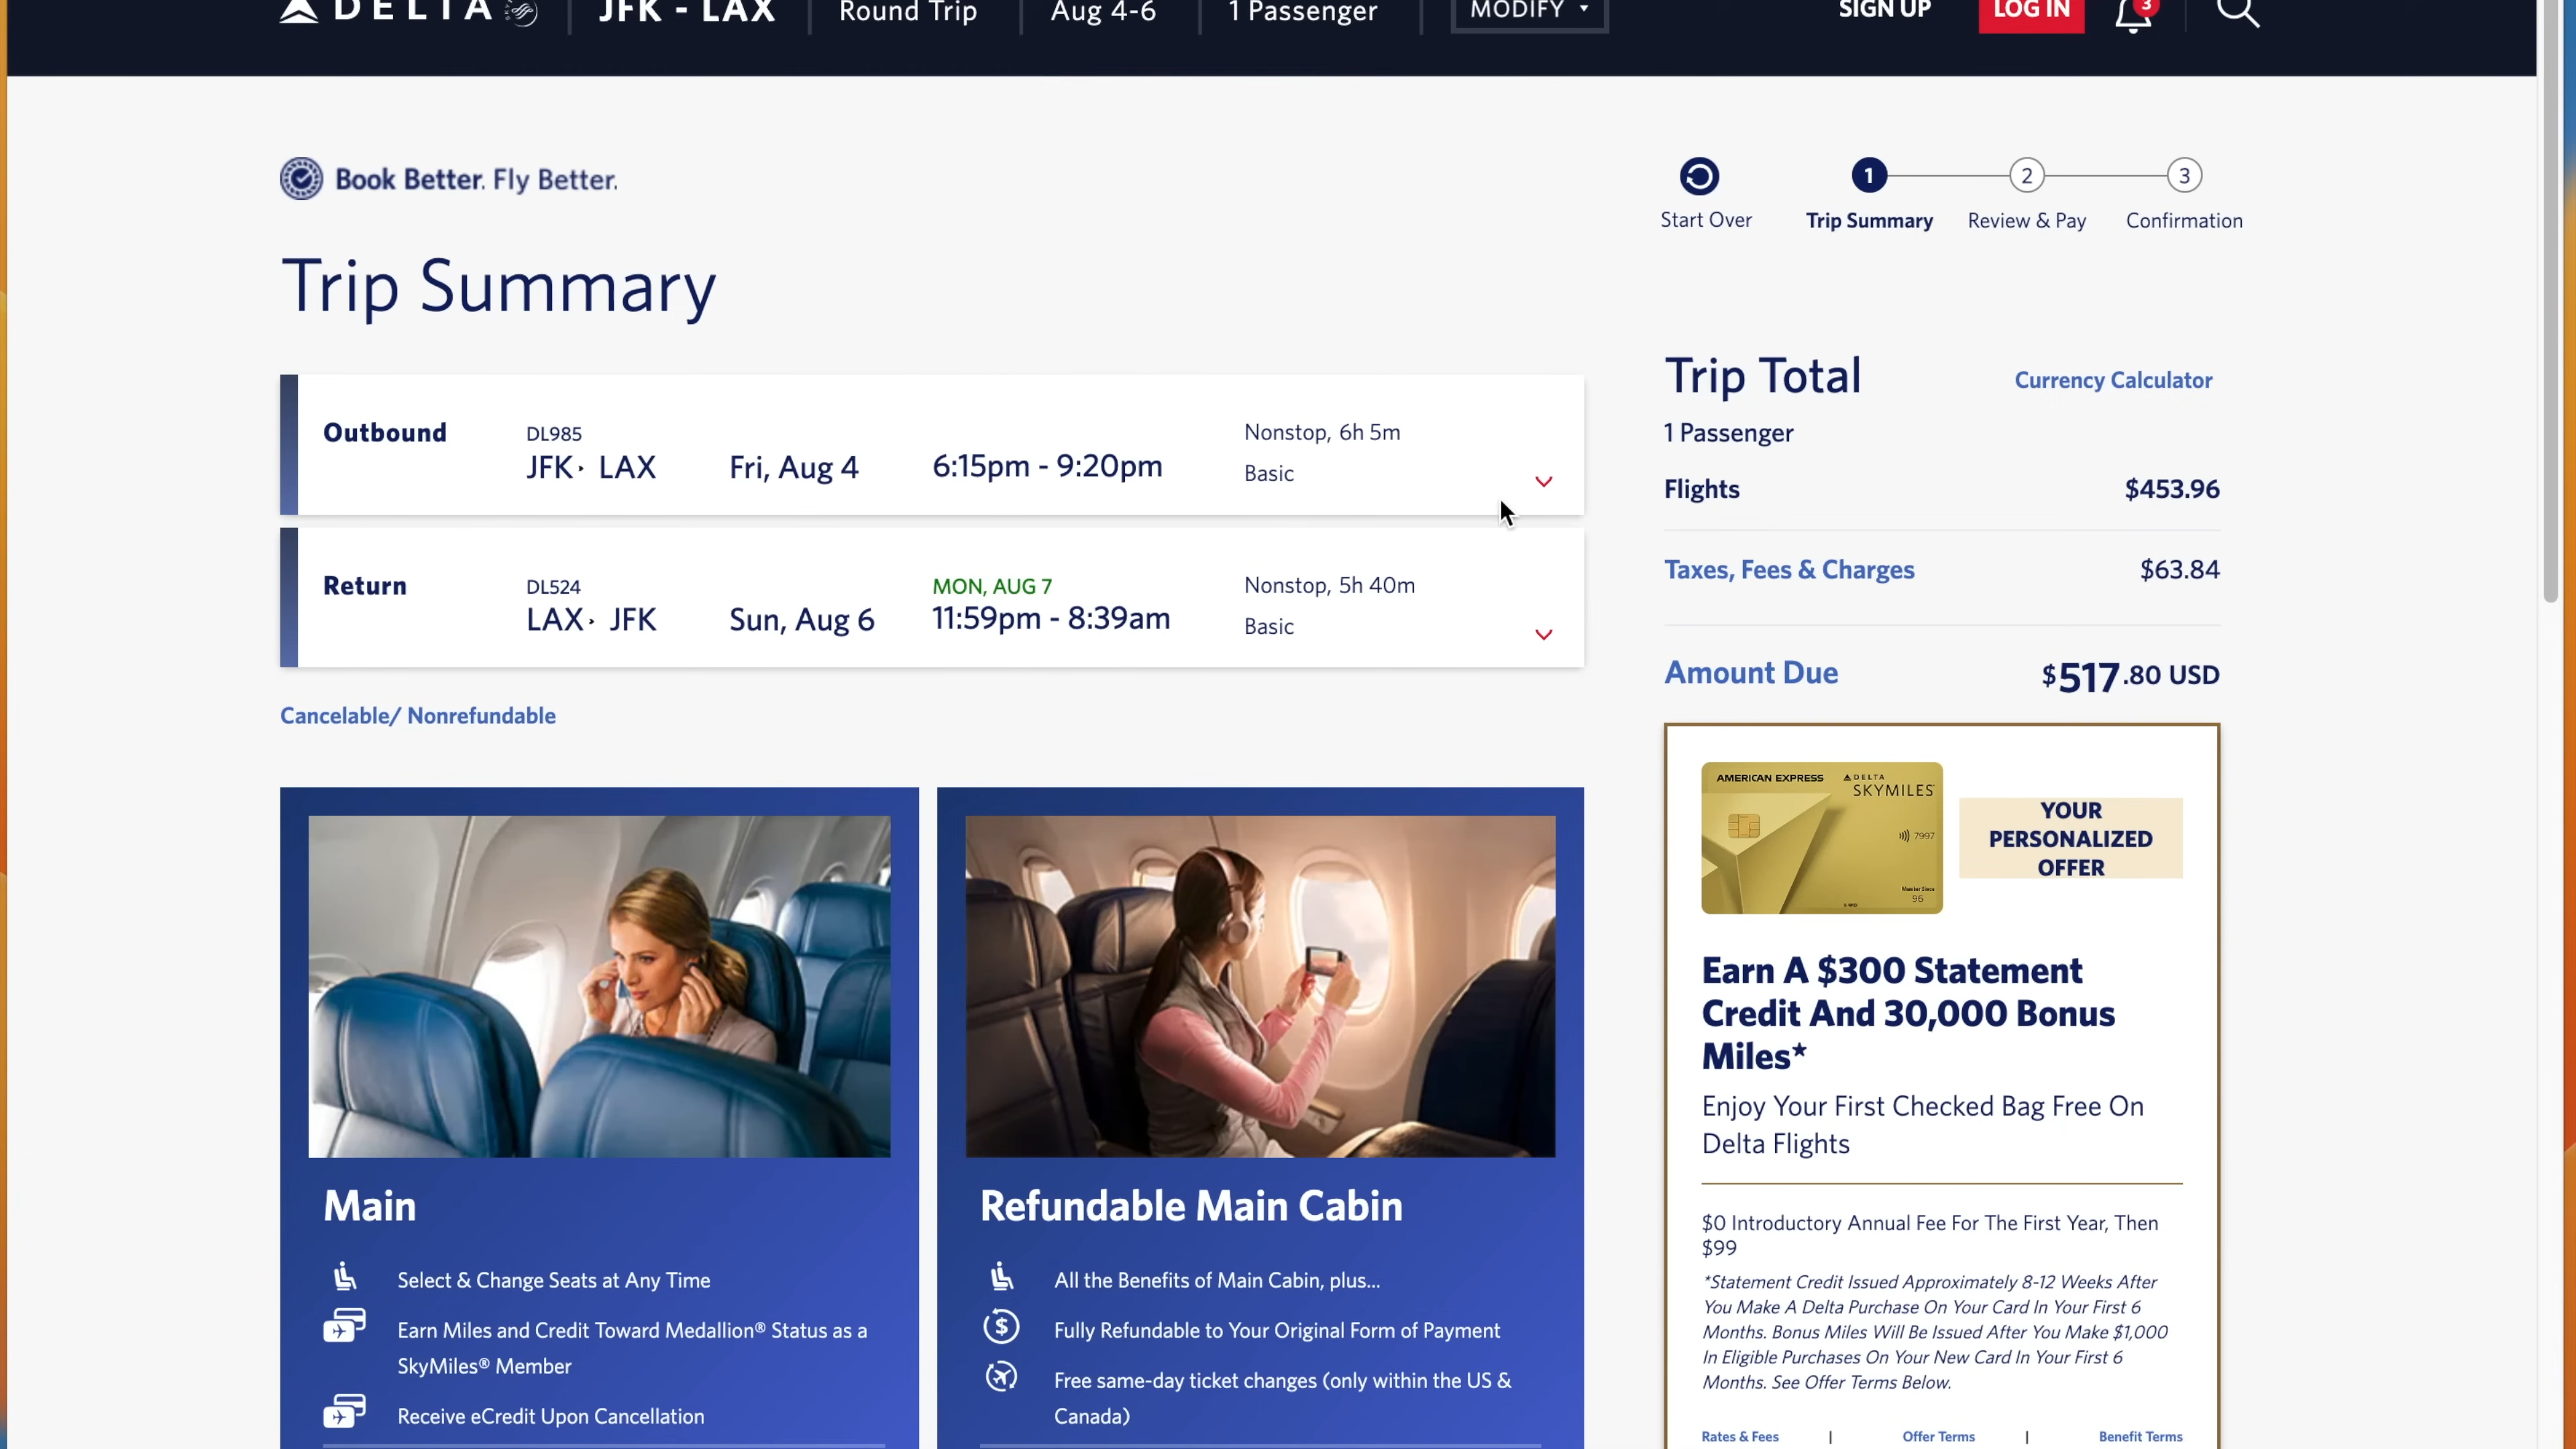 DELTA
JFK - LAX
Round Trip
Aug 4-6
1 Passenger
MODIFY
SIGN UP
LOG IN
3
Book Better. Fly Better.
Start Over
1
Trip Summary
2
Review & Pay
3
Confirmation
Trip Summary
Outbound
DL985
JFK LAX
Fri, Aug 4
6:15pm - 9:20pm
Nonstop, 6h 5m
Basic
Return
DL524
LAX JFK
Sun, Aug 6
MON, AUG 7
11:59pm - 8:39am
Nonstop, 5h 40m
Basic
Cancelable/ Nonrefundable
Trip Total
Currency Calculator
1 Passenger
Flights
$453.96
Taxes, Fees & Charges
$63.84
Amount Due
$517.80 USD
Main
Select & Change Seats at Any Time
Earn Miles and Credit Toward Medallion® Status as a
SkyMiles® Member
Receive eCredit Upon Cancellation
Refundable Main Cabin
All the Benefits of Main Cabin, plus...
Fully Refundable to Your Original Form of Payment
Free same-day ticket changes (only within the US &
Canada)
AMERICAN EXPRESS
DELTA
SKYMILES
7997
Member Since
96
YOUR
PERSONALIZED
OFFER
Earn A $300 Statement
Credit And 30,000 Bonus
Miles*
Enjoy Your First Checked Bag Free On
Delta Flights
$0 Introductory Annual Fee For The First Year, Then
$99
*Statement Credit Issued Approximately 8-12 Weeks After
You Make A Delta Purchase On Your Card In Your First 6
Months. Bonus Miles Will Be Issued After You Make $1,000
In Eligible Purchases On Your New Card In Your First 6
Months. See Offer Terms Below.
Rates & Fees | Offer Terms | Benefit Terms